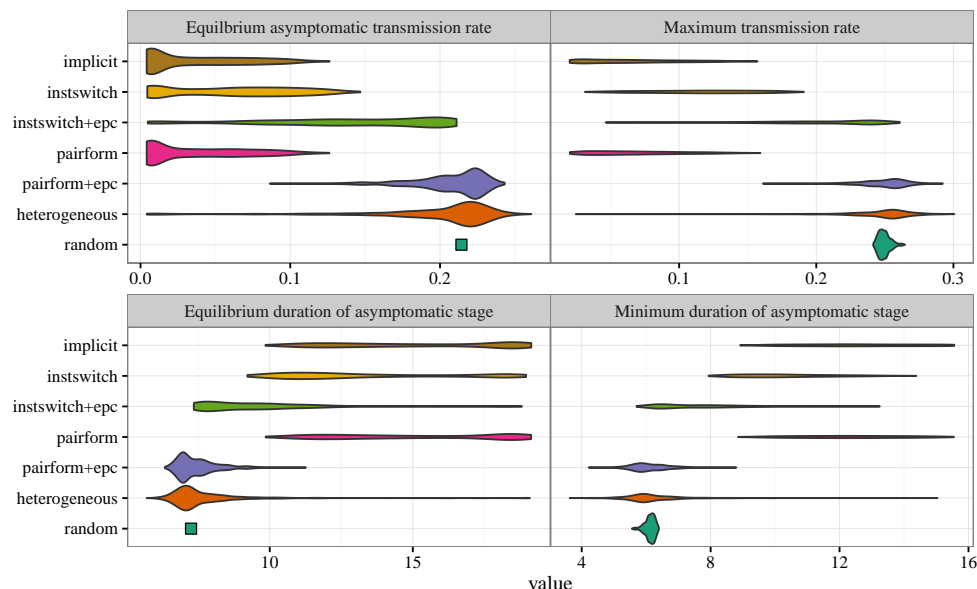 Equilbrium asymptomatic transmission rate
Maximum transmission rate
implicit
instswitch
instswitch+epc
pairform
pairform+epc
heterogeneous
random
0.0 0.1 0.2
0.1 0.2 0.3
Equilibrium duration of asymptomatic stage
Minimum duration of asymptomatic stage
implicit
instswitch
instswitch+epc
pairform
pairform+epc
heterogeneous
random
10 15
4 8 12 16
value